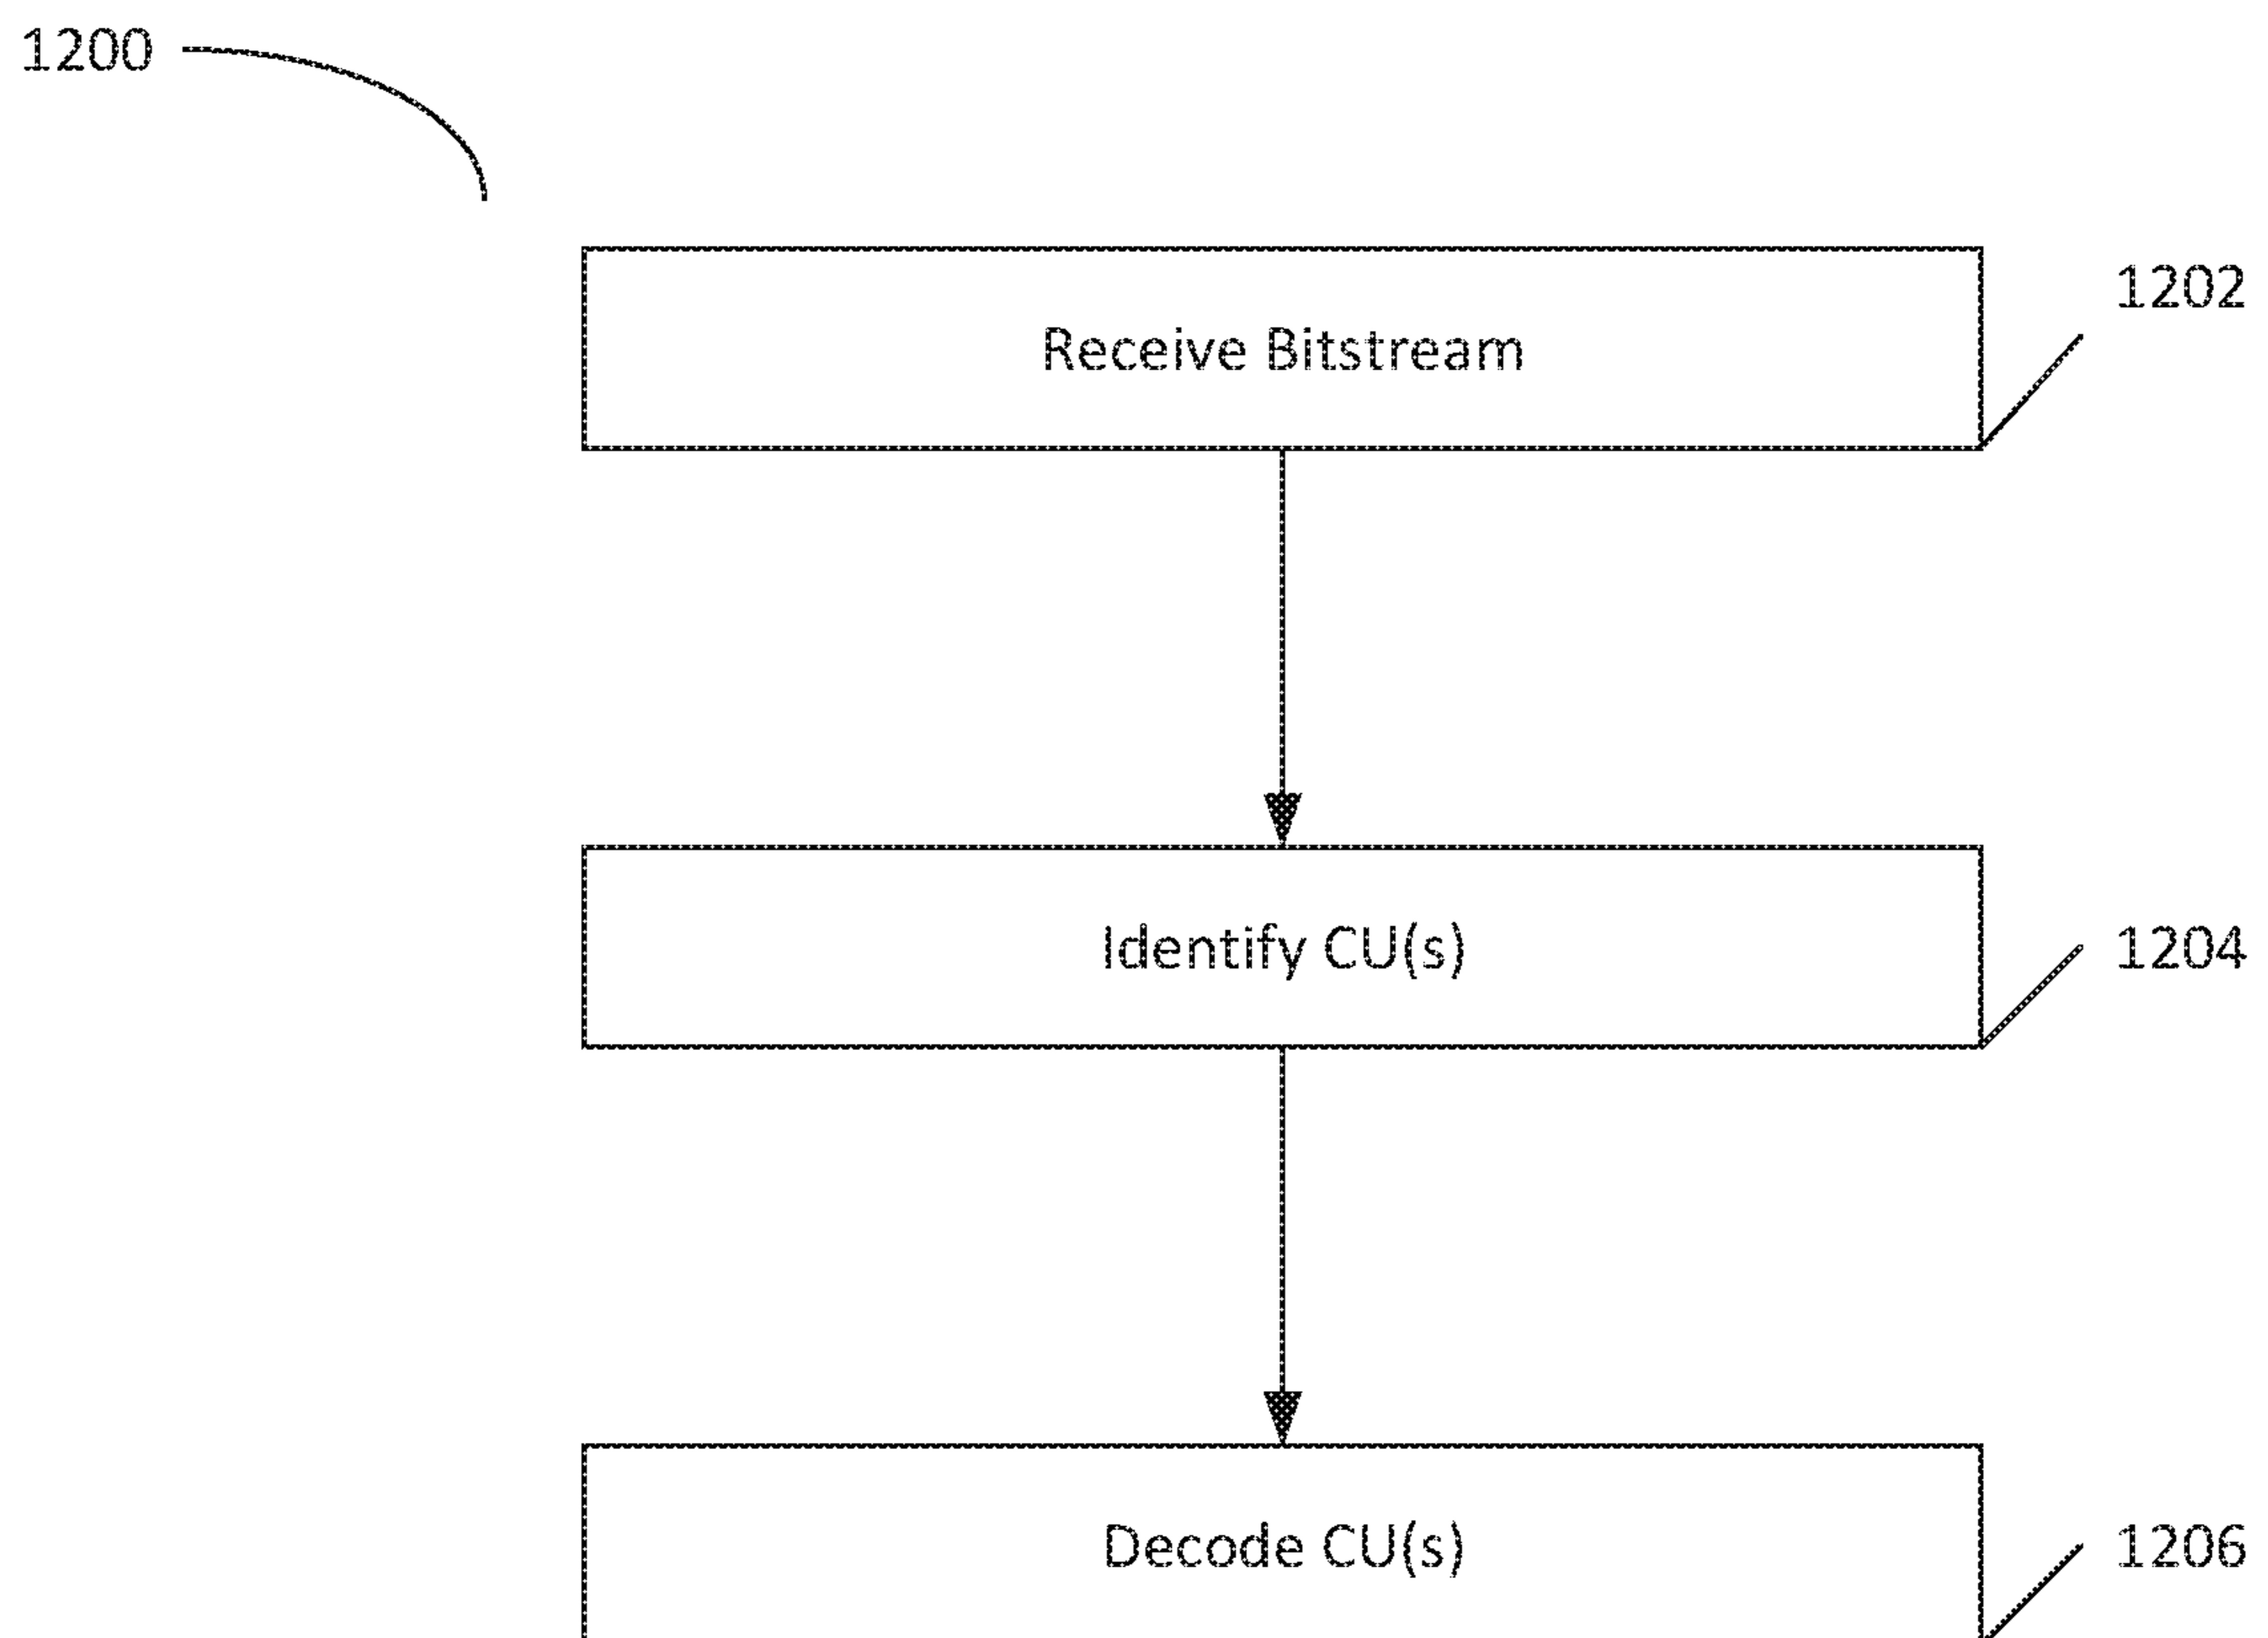 1200
1202
Receive Bitstream
Identify CU(s)
1204
Decode CU(s)
1206